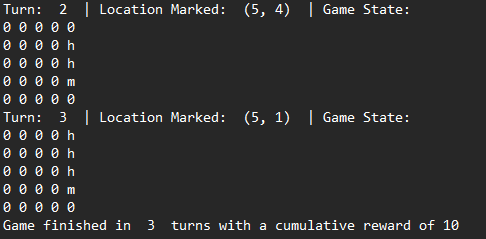 Turn:  2  | Location Marked:  (5, 4)  | Game State:
0 0 0 0 0
0 0 0 0 h
0 0 0 0 h
0 0 0 0 m
0 0 0 0 0
Turn:  3  | Location Marked:  (5, 1)  | Game State:
0 0 0 0 h
0 0 0 0 h
0 0 0 0 h
0 0 0 0 m
0 0 0 0 0
Game finished in  3  turns with a cumulative reward of 10